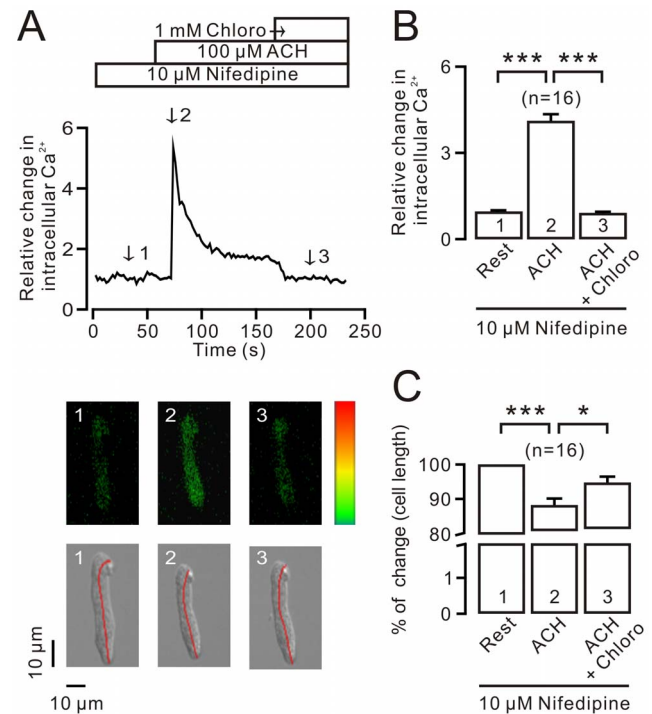 A
1 mM Chloro→
100 µM ACH
10 µM Nifedipine
Relative change in
intracellular Ca²⁺
6
4
2
0
↓2
↓1
↓3
0 50 100 150 200 250
Time (s)
1 2 3
1 2 3
10 µm
10 µm
B
Relative change in
intracellular Ca²⁺
6
3
0
*** ***
(n=16)
1 2 3
Rest
ACH
ACH
+ Chloro
10 µM Nifedipine
C
% of change (cell length)
100
90
80
1
0
*** *
(n=16)
1 2 3
Rest
ACH
ACH
+ Chloro
10 µM Nifedipine